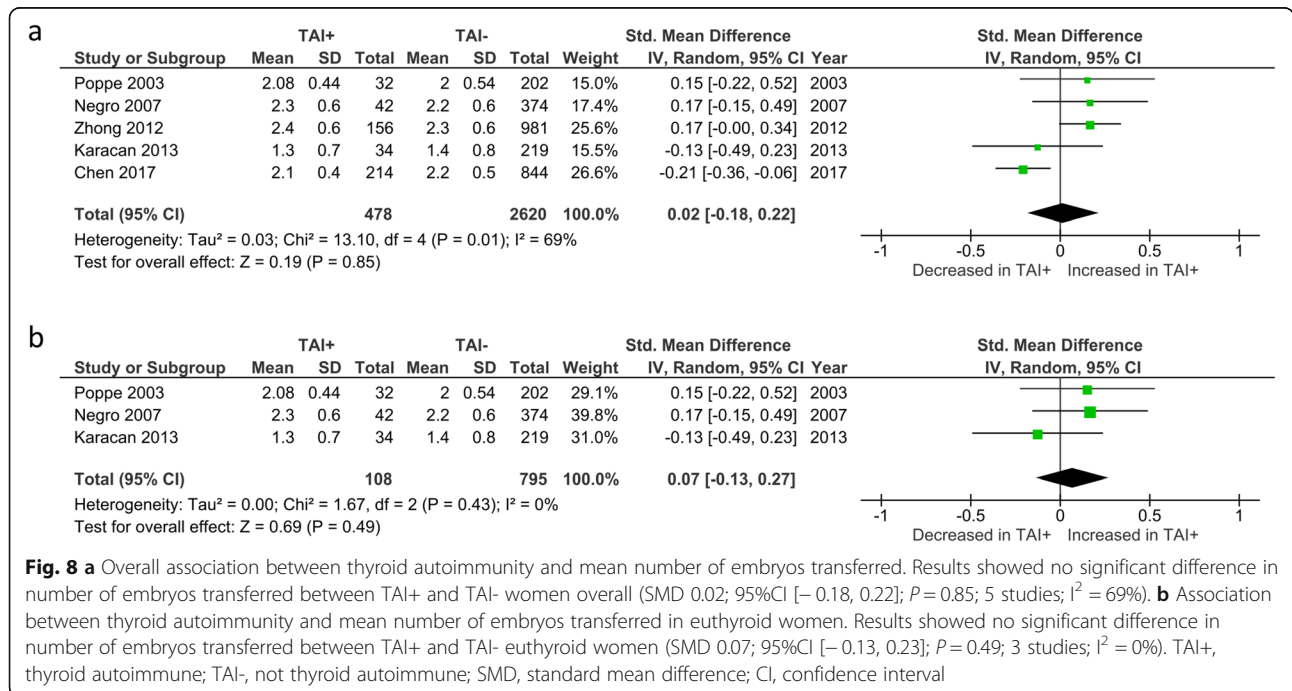 a
TAI+ TAI- Std. Mean Difference Std. Mean Difference
Study or Subgroup Mean SD Total Mean SD Total Weight IV, Random, 95% CI Year IV, Random, 95% CI
Poppe 2003 2.08 0.44 32 2 0.54 202 15.0% 0.15 [-0.22, 0.52] 2003
Negro 2007 2.3 0.6 42 2.2 0.6 374 17.4% 0.17 [-0.15, 0.49] 2007
Zhong 2012 2.4 0.6 156 2.3 0.6 981 25.6% 0.17 [-0.00, 0.34] 2012
Karacan 2013 1.3 0.7 34 1.4 0.8 219 15.5% -0.13 [-0.49, 0.23] 2013
Chen 2017 2.1 0.4 214 2.2 0.5 844 26.6% -0.21 [-0.36, -0.06] 2017
Total (95% CI) 478 2620 100.0% 0.02 [-0.18, 0.22]
Heterogeneity: Tau² = 0.03; Chi² = 13.10, df = 4 (P = 0.01); I² = 69%
Test for overall effect: Z = 0.19 (P = 0.85)
-1 -0.5 0 0.5 1
Decreased in TAI+ Increased in TAI+
b
TAI+ TAI- Std. Mean Difference Std. Mean Difference
Study or Subgroup Mean SD Total Mean SD Total Weight IV, Random, 95% CI Year IV, Random, 95% CI
Poppe 2003 2.08 0.44 32 2 0.54 202 29.1% 0.15 [-0.22, 0.52] 2003
Negro 2007 2.3 0.6 42 2.2 0.6 374 39.8% 0.17 [-0.15, 0.49] 2007
Karacan 2013 1.3 0.7 34 1.4 0.8 219 31.0% -0.13 [-0.49, 0.23] 2013
Total (95% CI) 108 795 100.0% 0.07 [-0.13, 0.27]
Heterogeneity: Tau² = 0.00; Chi² = 1.67, df = 2 (P = 0.43); I² = 0%
Test for overall effect: Z = 0.69 (P = 0.49)
-1 -0.5 0 0.5 1
Decreased in TAI+ Increased in TAI+
Fig. 8 a Overall association between thyroid autoimmunity and mean number of embryos transferred. Results showed no significant difference in
number of embryos transferred between TAI+ and TAI- women overall (SMD 0.02; 95%CI [− 0.18, 0.22]; P = 0.85; 5 studies; I² = 69%). b Association
between thyroid autoimmunity and mean number of embryos transferred in euthyroid women. Results showed no significant difference in
number of embryos transferred between TAI+ and TAI- euthyroid women (SMD 0.07; 95%CI [− 0.13, 0.23]; P = 0.49; 3 studies; I² = 0%). TAI+,
thyroid autoimmune; TAI-, not thyroid autoimmune; SMD, standard mean difference; CI, confidence interval